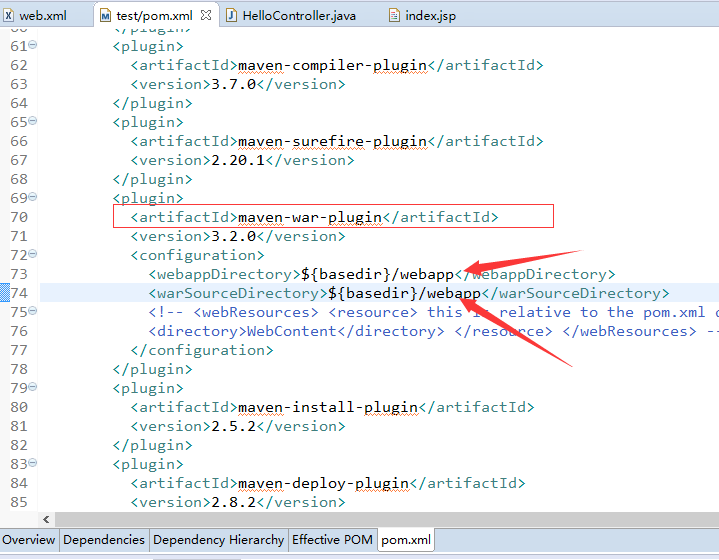 web.xml test/pom.xml HelloController.java index.jsp
60 </plugin>
61 <plugin>
62 <artifactId>maven-compiler-plugin</artifactId>
63 <version>3.7.0</version>
64 </plugin>
65 <plugin>
66 <artifactId>maven-surefire-plugin</artifactId>
67 <version>2.20.1</version>
68 </plugin>
69 <plugin>
70 <artifactId>maven-war-plugin</artifactId>
71 <version>3.2.0</version>
72 <configuration>
73 <webappDirectory>${basedir}/webapp</webappDirectory>
74 <warSourceDirectory>${basedir}/webapp</warSourceDirectory>
75 <!-- <webResources> <resource> this is relative to the pom.xml
76 <directory>WebContent</directory> </resource> </webResources> --
77 </configuration>
78 </plugin>
79 <plugin>
80 <artifactId>maven-install-plugin</artifactId>
81 <version>2.5.2</version>
82 </plugin>
83 <plugin>
84 <artifactId>maven-deploy-plugin</artifactId>
85 <version>2.8.2</version>
Overview Dependencies Dependency Hierarchy Effective POM pom.xml